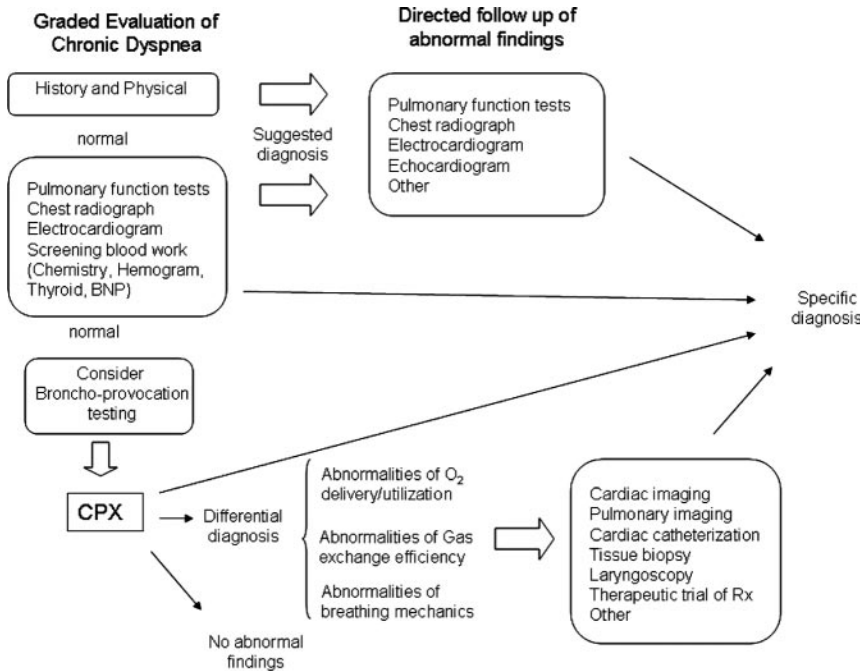 Graded Evaluation of
Chronic Dyspnea
Directed follow up of
abnormal findings
History and Physical
normal
Suggested
diagnosis
Pulmonary function tests
Chest radiograph
Electrocardiogram
Echocardiogram
Other
Pulmonary function tests
Chest radiograph
Electrocardiogram
Screening blood work
(Chemistry, Hemogram,
Thyroid, BNP)
normal
Specific
diagnosis
Consider
Broncho-provocation
testing
CPX
Differential
diagnosis
Abnormalities of O₂
delivery/utilization
Abnormalities of Gas
exchange efficiency
Abnormalities of
breathing mechanics
Cardiac imaging
Pulmonary imaging
Cardiac catheterization
Tissue biopsy
Laryngoscopy
Therapeutic trial of Rx
Other
No abnormal
findings